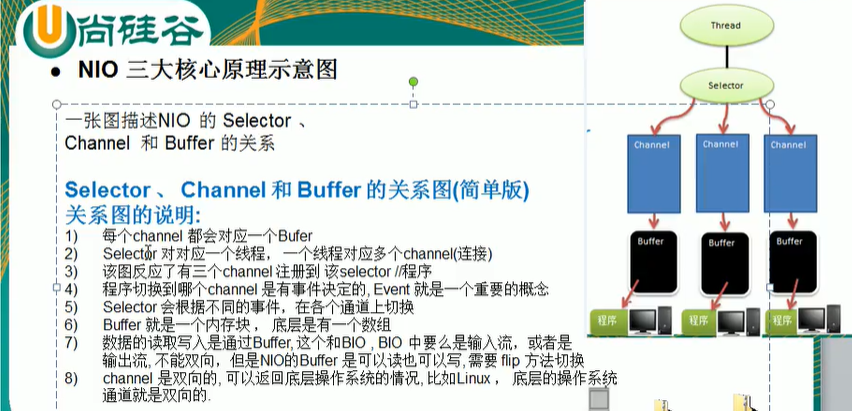 尚硅谷
NIO 三大核心原理示意图
一张图描述NIO 的 Selector 、
Channel 和 Buffer 的关系
Selector 、 Channel 和 Buffer 的关系图(简单版)
关系图的说明:
1) 每个channel 都会对应一个Bufer
2) Selector 对对应一个线程， 一个线程对应多个channel(连接)
3) 该图反应了有三个channel 注册到 该selector //程序
4) 程序切换到哪个channel 是有事件决定的, Event 就是一个重要的概念
5) Selector 会根据不同的事件，在各个通道上切换
6) Buffer 就是一个内存块 ， 底层是有一个数组
7) 数据的读取写入是通过Buffer, 这个和BIO , BIO 中要么是输入流，或者是
输出流, 不能双向，但是NIO的Buffer 是可以读也可以写, 需要 flip 方法切换
8) channel 是双向的, 可以返回底层操作系统的情况, 比如Linux ， 底层的操作系统
通道就是双向的.
Thread
Selector
Channel Channel Channel
Buffer Buffer Buffer
程序 程序 程序